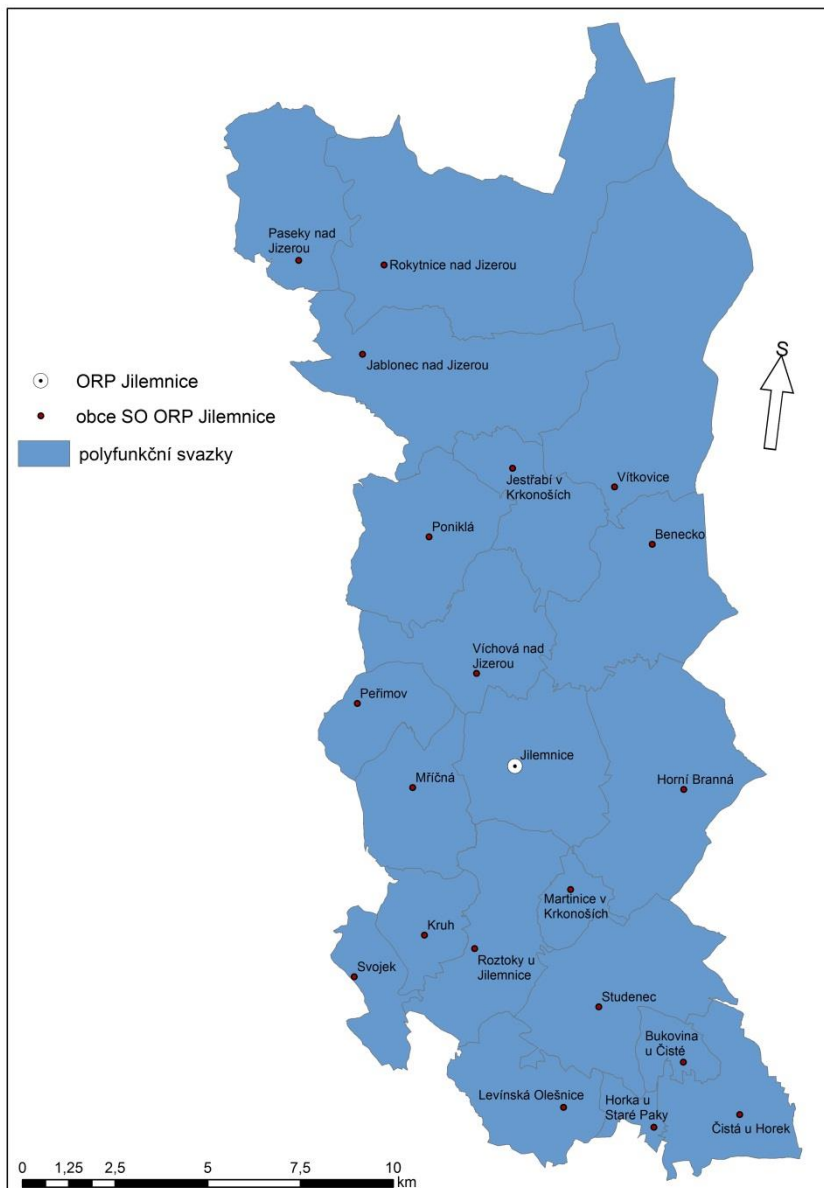 Paseky nad
Jizerou
Rokytnice nad Jizerou
Jablonec nad Jizerou
S
ORP Jilemnice
obce SO ORP Jilemnice
polyfunkční svazky
Jestřabí v
Krkonoších
Vítkovice
Poniklá
Benecko
Víchová nad
Jizerou
Peřimov
Jilemnice
Mříčná
Horní Branná
Martinice v
Krkonoších
Kruh
Roztoky u
Jilemnice
Svojek
Studenec
Bukovina
u Čisté
Levínská Olešnice
Horka u
Staré Paky
Čistá u Horek
0 1,25 2,5 5 7,5 10
km